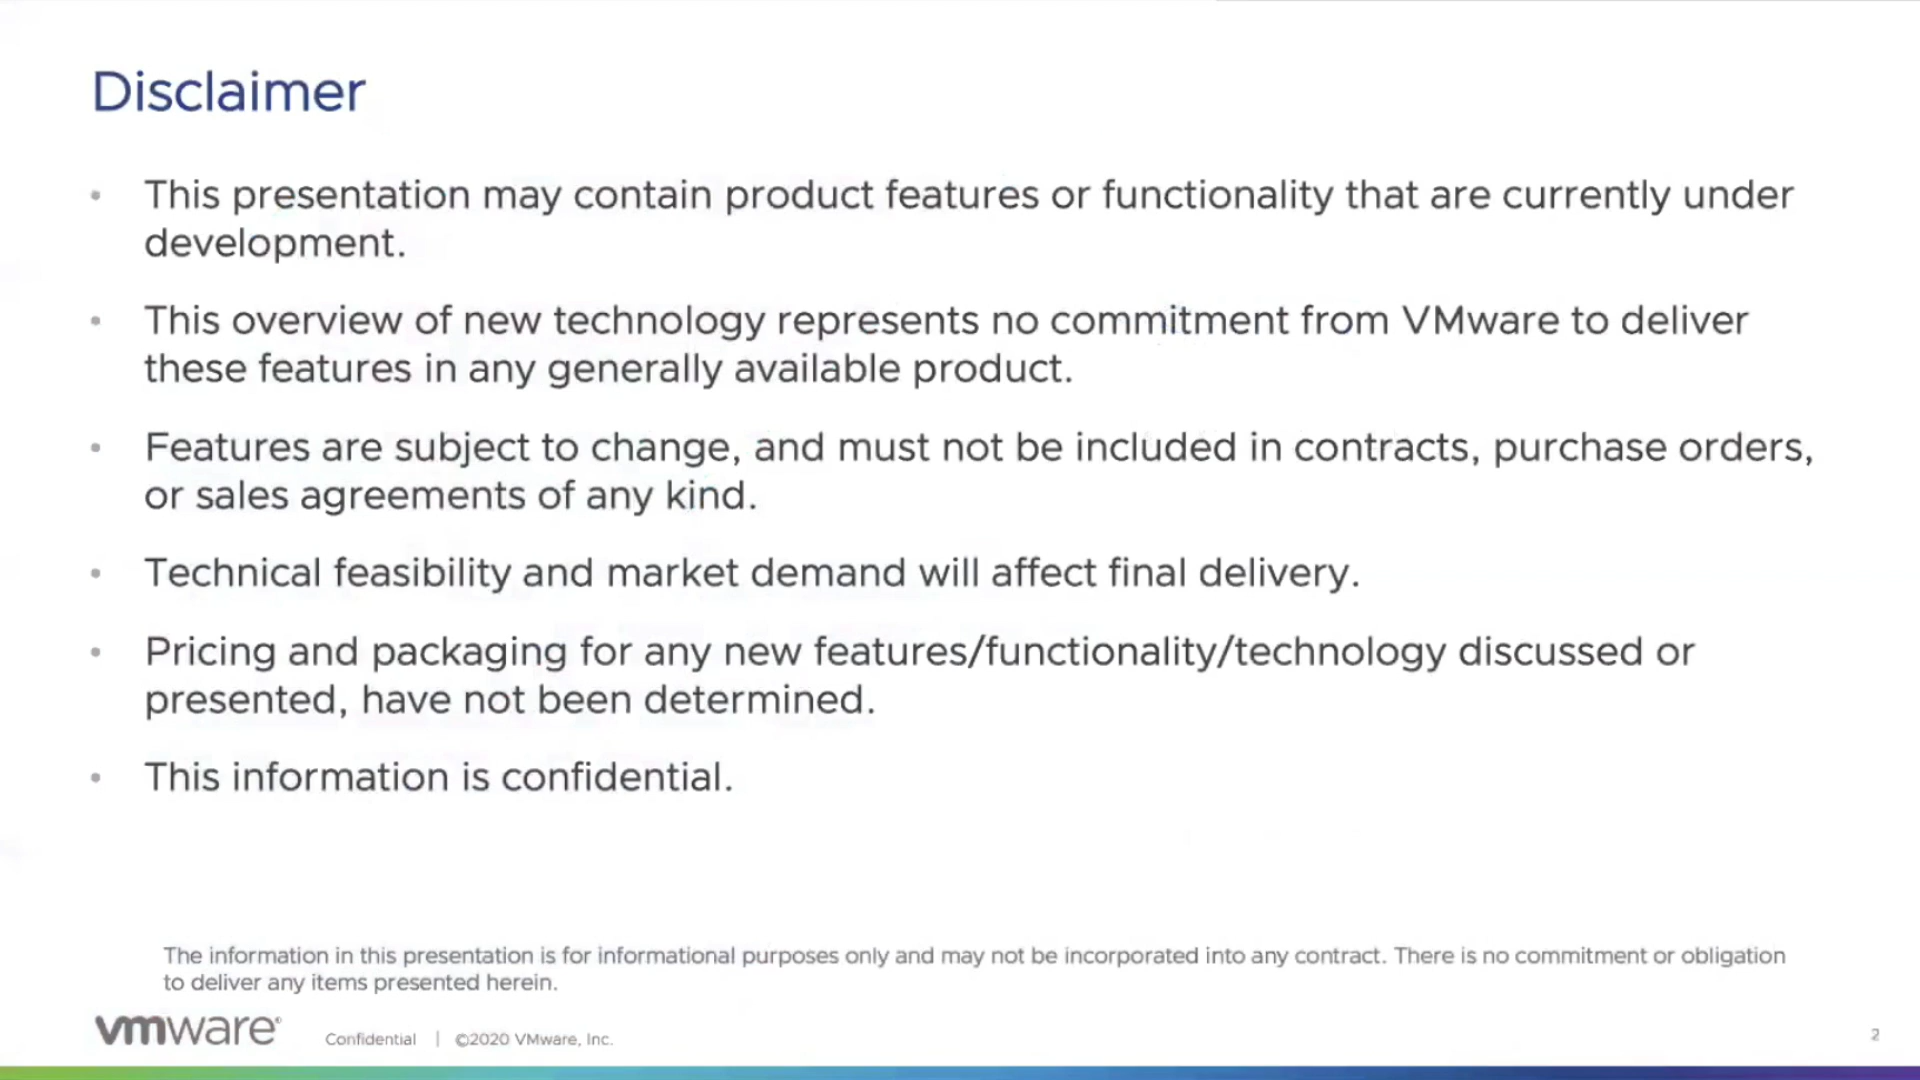 Disclaimer
• This presentation may contain product features or functionality that are currently under
development.
• This overview of new technology represents no commitment from VMware to deliver
these features in any generally available product.
• Features are subject to change, and must not be included in contracts, purchase orders,
or sales agreements of any kind.
• Technical feasibility and market demand will affect final delivery.
• Pricing and packaging for any new features/functionality/technology discussed or
presented, have not been determined.
• This information is confidential.
The information in this presentation is for informational purposes only and may not be incorporated into any contract. There is no commitment or obligation
to deliver any items presented herein.
vmware® Confidential | ©2020 VMware, Inc. 2